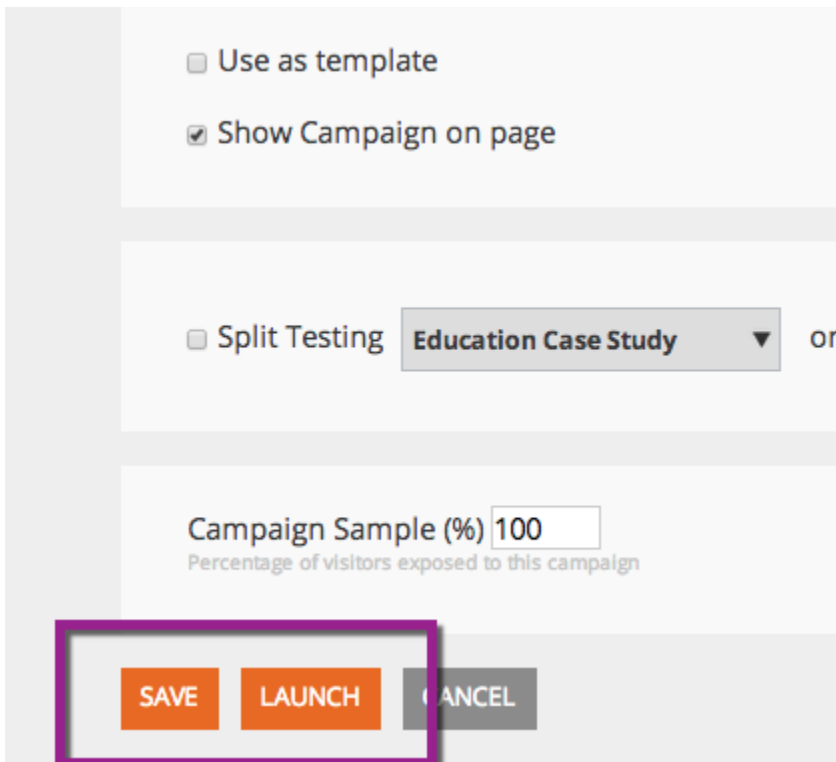 Use as template
Show Campaign on page
Split Testing Education Case Study
Campaign Sample (%) 100
Percentage of visitors exposed to this campaign
SAVE LAUNCH CANCEL